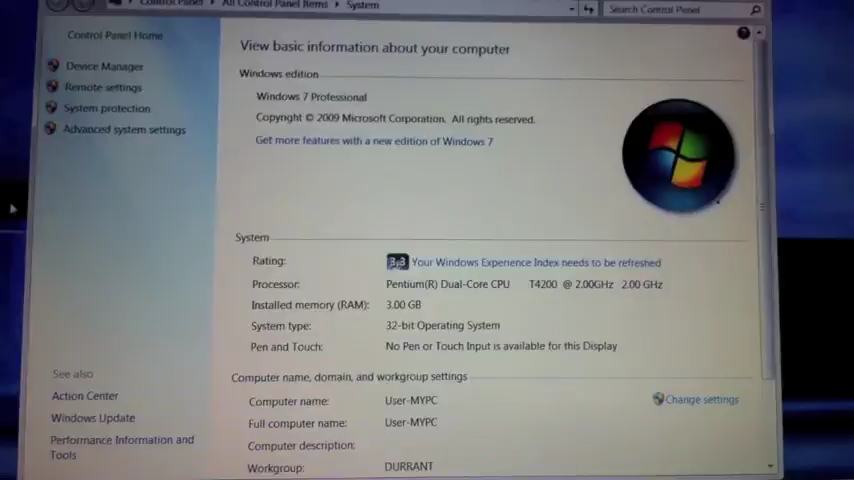 Control Panel ▸ All Control Panel Items ▸ System
Search Control Panel
Control Panel Home
Device Manager
Remote settings
System protection
Advanced system settings
View basic information about your computer
Windows edition
Windows 7 Professional
Copyright © 2009 Microsoft Corporation. All rights reserved.
Get more features with a new edition of Windows 7
System
Rating: 3,3 Your Windows Experience Index needs to be refreshed
Processor: Pentium(R) Dual-Core CPU T4200 @ 2.00GHz 2.00 GHz
Installed memory (RAM): 3.00 GB
System type: 32-bit Operating System
Pen and Touch: No Pen or Touch Input is available for this Display
Computer name, domain, and workgroup settings
Computer name: User-MYPC
Change settings
Full computer name: User-MYPC
Computer description:
Workgroup: DURRANT
See also
Action Center
Windows Update
Performance Information and
Tools